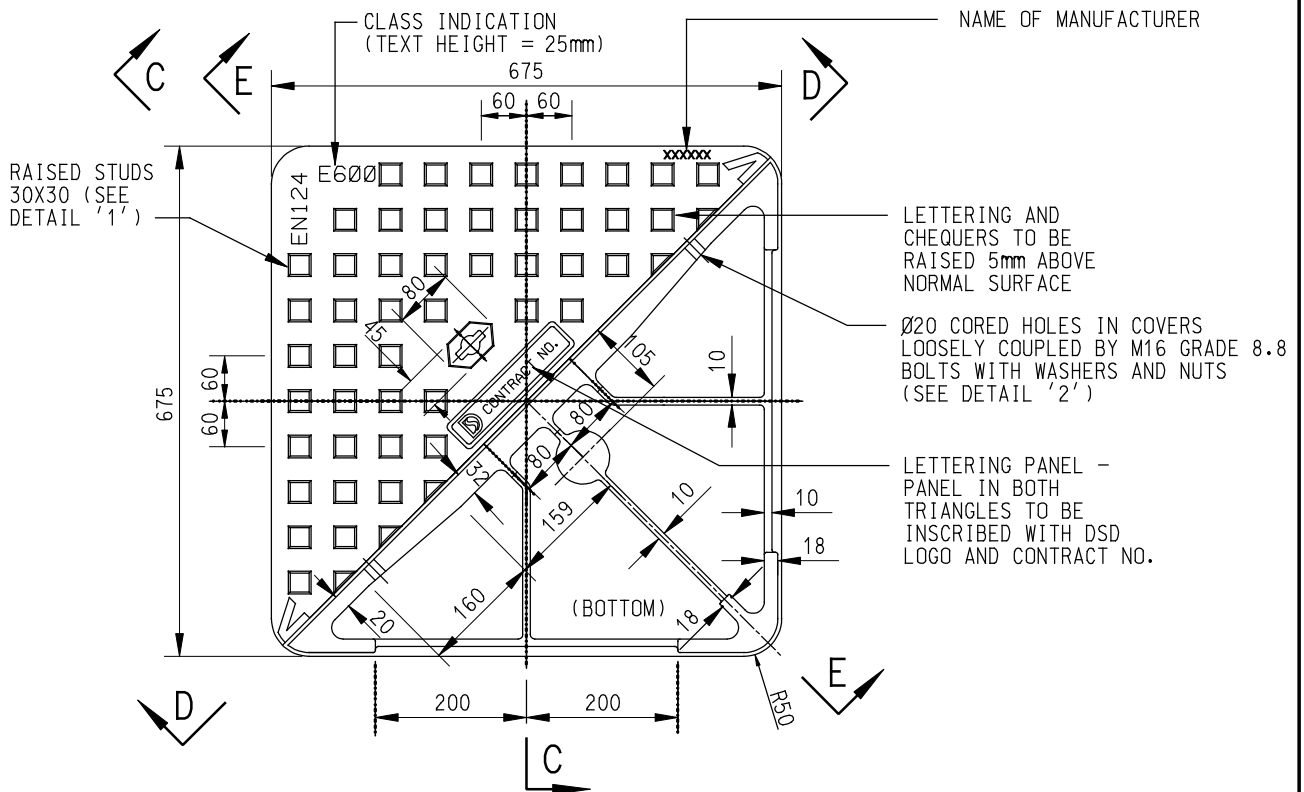 CLASS INDICATION
(TEXT HEIGHT = 25mm)
NAME OF MANUFACTURER
C
E
D
675
60
60
XXXXXX
RAISED STUDS
30X30 (SEE
DETAIL '1')
E6ØØ
EN124
LETTERING AND
CHEQUERS TO BE
RAISED 5mm ABOVE
NORMAL SURFACE
80
45
Ø20 CORED HOLES IN COVERS
LOOSELY COUPLED BY M16 GRADE 8.8
BOLTS WITH WASHERS AND NUTS
(SEE DETAIL '2')
CONTRACT NO.
105
10
675
60
60
80
80
32
159
10
LETTERING PANEL -
PANEL IN BOTH
TRIANGLES TO BE
INSCRIBED WITH DSD
LOGO AND CONTRACT NO.
10
18
160
20
(BOTTOM)
18
E
D
200
200
R50
C